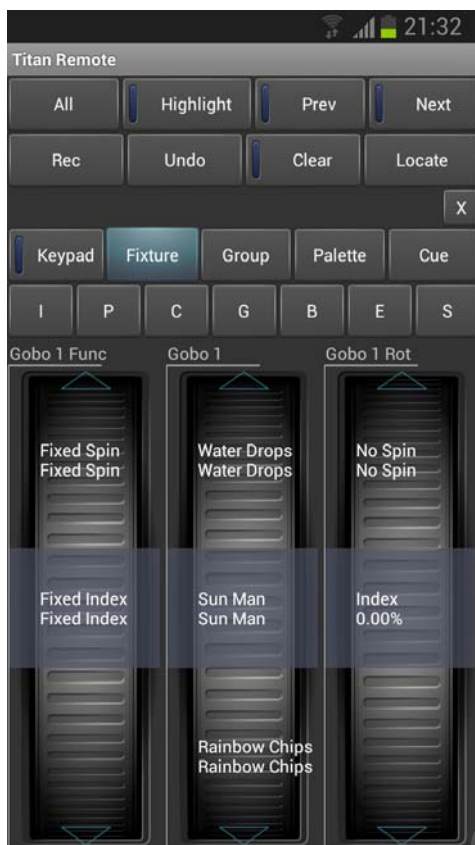 21:32
Titan Remote
All Highlight Prev Next
Rec Undo Clear Locate
X
Keypad Fixture Group Palette Cue
I P C G B E S
Gobo 1 Func Gobo 1 Gobo 1 Rot
Fixed Spin Water Drops No Spin
Fixed Spin Water Drops No Spin
Fixed Index Sun Man Index
Fixed Index Sun Man 0.00%
Rainbow Chips
Rainbow Chips